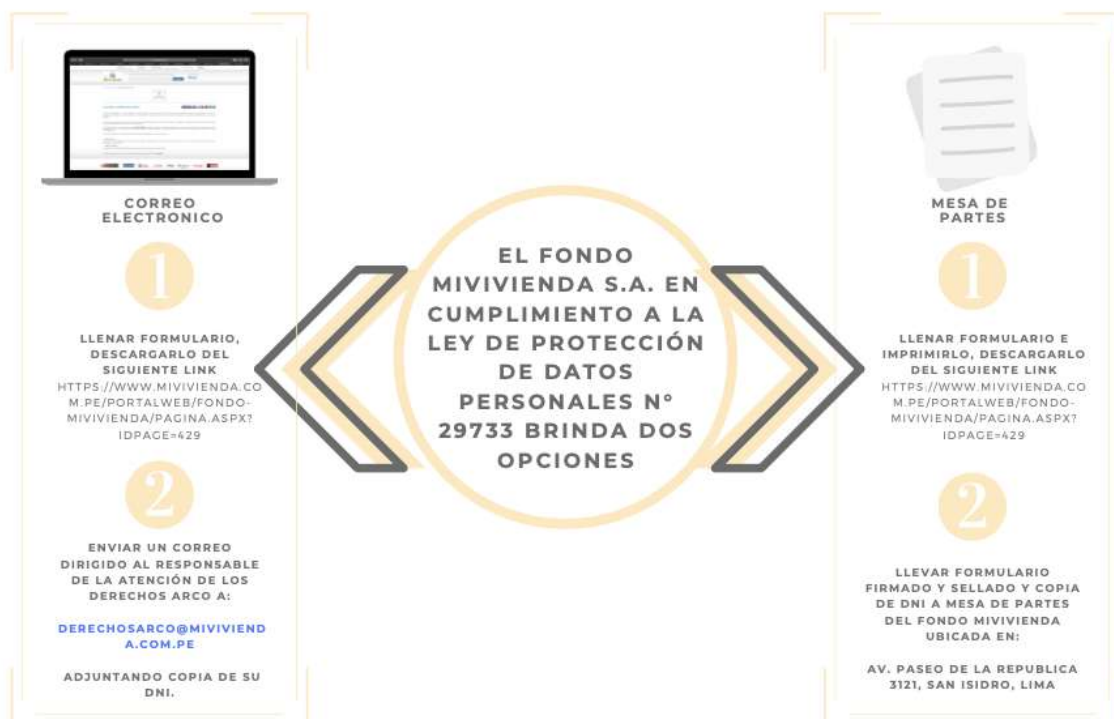 CORREO
ELECTRONICO
1
LLENAR FORMULARIO,
DESCARGARLO DEL
SIGUIENTE LINK
HTTPS://WWW.MIVIVIENDA.CO
M.PE/PORTALWEB/FONDO-
MIVIVIENDA/PAGINA.ASPX?
IDPAGE=429
2
ENVIAR UN CORREO
DIRIGIDO AL RESPONSABLE
DE LA ATENCIÓN DE LOS
DERECHOS ARCO A:
DERECHOSARCO@MIVIVIEND
A.COM.PE
ADJUNTANDO COPIA DE SU
DNI.
EL FONDO
MIVIVIENDA S.A. EN
CUMPLIMIENTO A LA
LEY DE PROTECCIÓN
DE DATOS
PERSONALES N°
29733 BRINDA DOS
OPCIONES
MESA DE
PARTES
1
LLENAR FORMULARIO E
IMPRIMIRLO, DESCARGARLO
DEL SIGUIENTE LINK
HTTPS://WWW.MIVIVIENDA.CO
M.PE/PORTALWEB/FONDO-
MIVIVIENDA/PAGINA.ASPX?
IDPAGE=429
2
LLEVAR FORMULARIO
FIRMADO Y SELLADO Y COPIA
DE DNI A MESA DE PARTES
DEL FONDO MIVIVIENDA
UBICADA EN:
AV. PASEO DE LA REPUBLICA
3121, SAN ISIDRO, LIMA